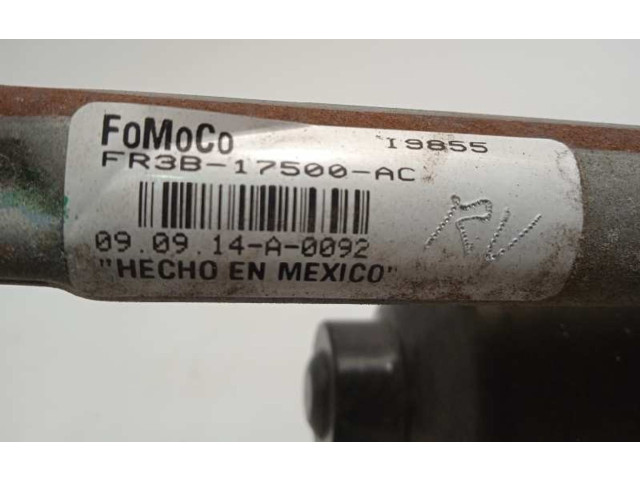 FoMoCo I9855
FR3B-17500-AC
09.09.14-A-0092
"HECHO EN MEXICO"